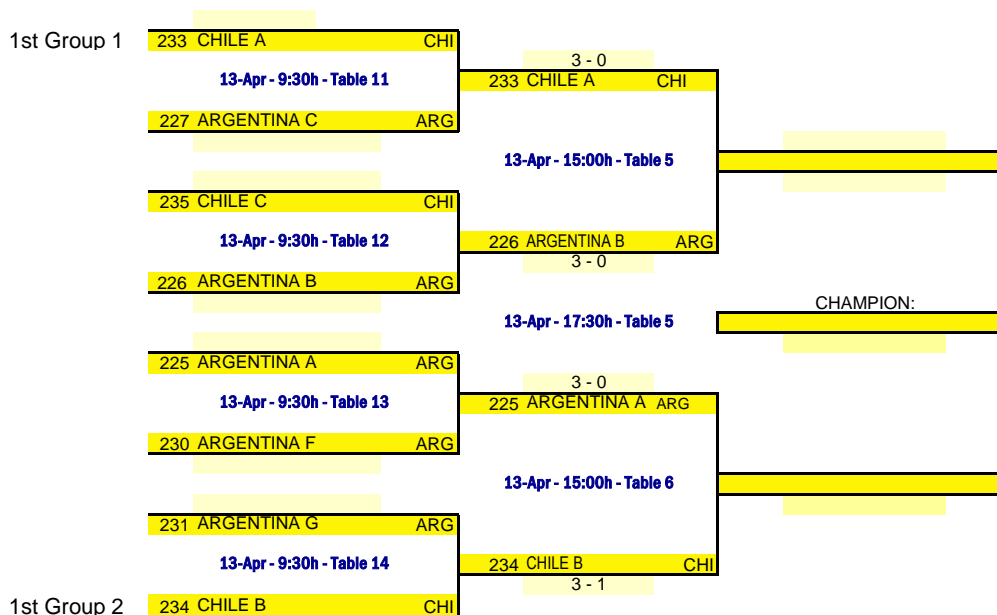 1st Group 1 233 CHILE A CHI
13-Apr - 9:30h - Table 11
227 ARGENTINA C ARG
235 CHILE C CHI
13-Apr - 9:30h - Table 12
226 ARGENTINA B ARG
225 ARGENTINA A ARG
13-Apr - 9:30h - Table 13
230 ARGENTINA F ARG
231 ARGENTINA G ARG
13-Apr - 9:30h - Table 14
1st Group 2 234 CHILE B CHI
3 - 0
233 CHILE A CHI
13-Apr - 15:00h - Table 5
226 ARGENTINA B ARG
3 - 0
13-Apr - 17:30h - Table 5
3 - 0
225 ARGENTINA A ARG
13-Apr - 15:00h - Table 6
234 CHILE B CHI
3 - 1
CHAMPION: